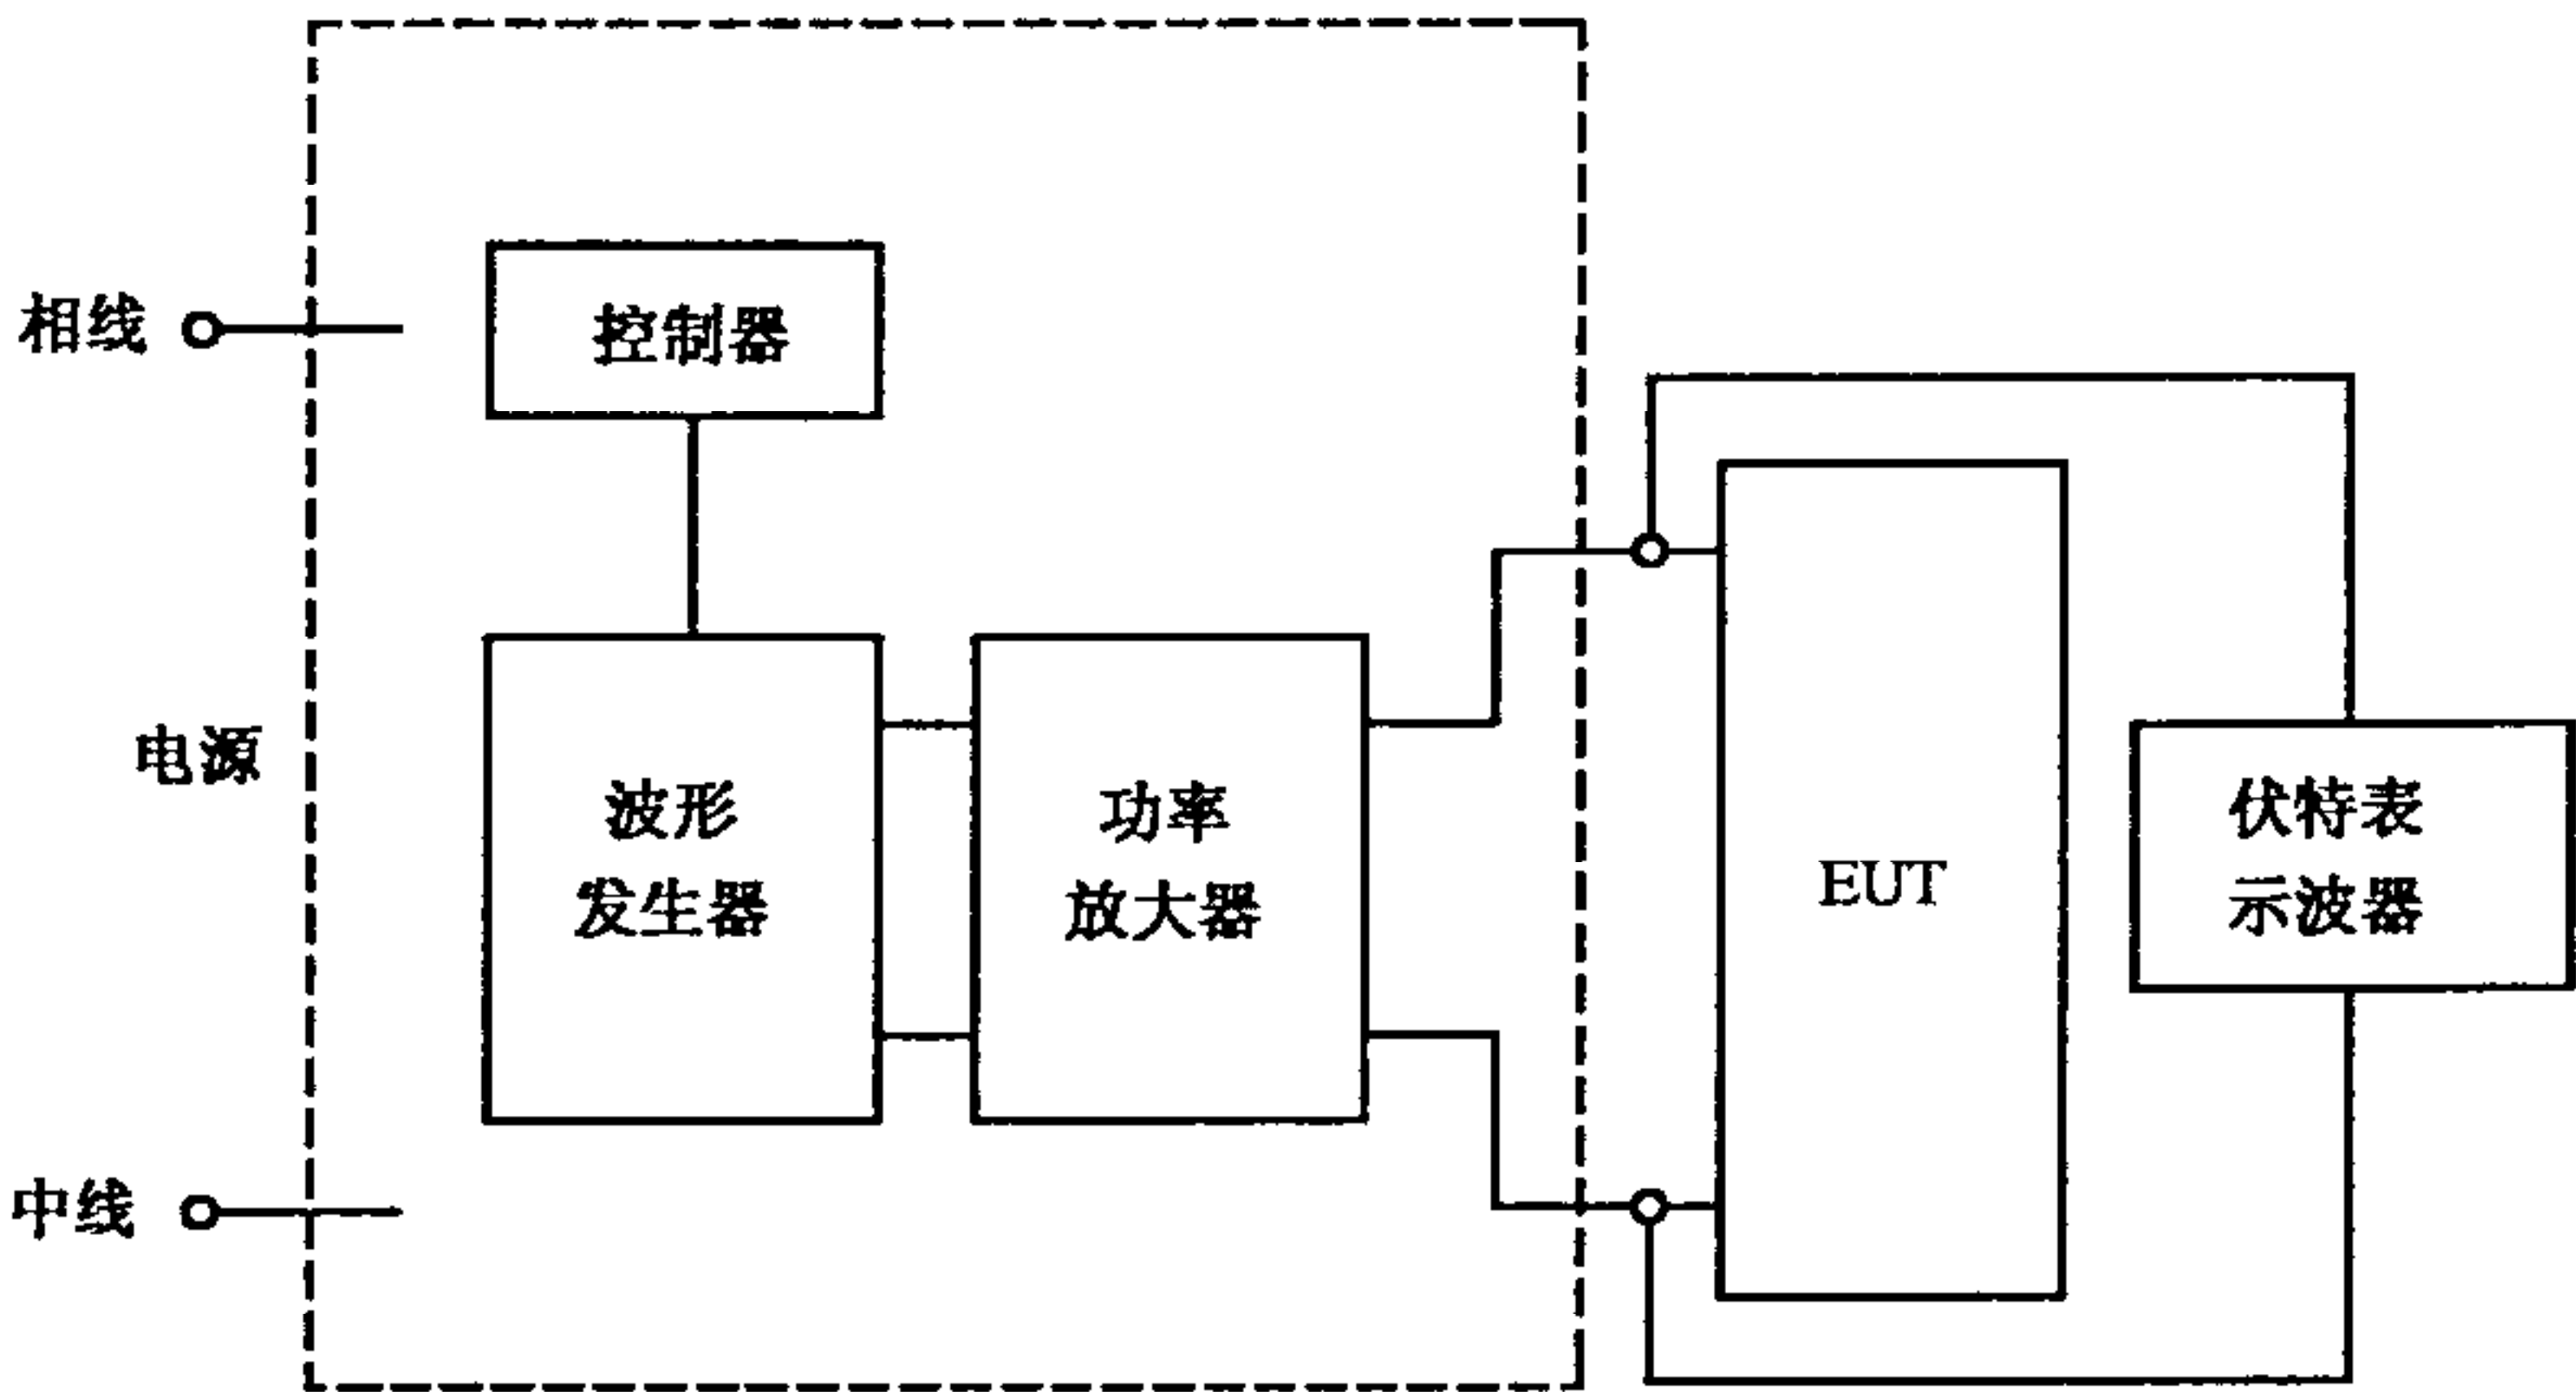 相线
控制器
电源
波形
发生器
功率
放大器
EUT
伏特表
示波器
中线